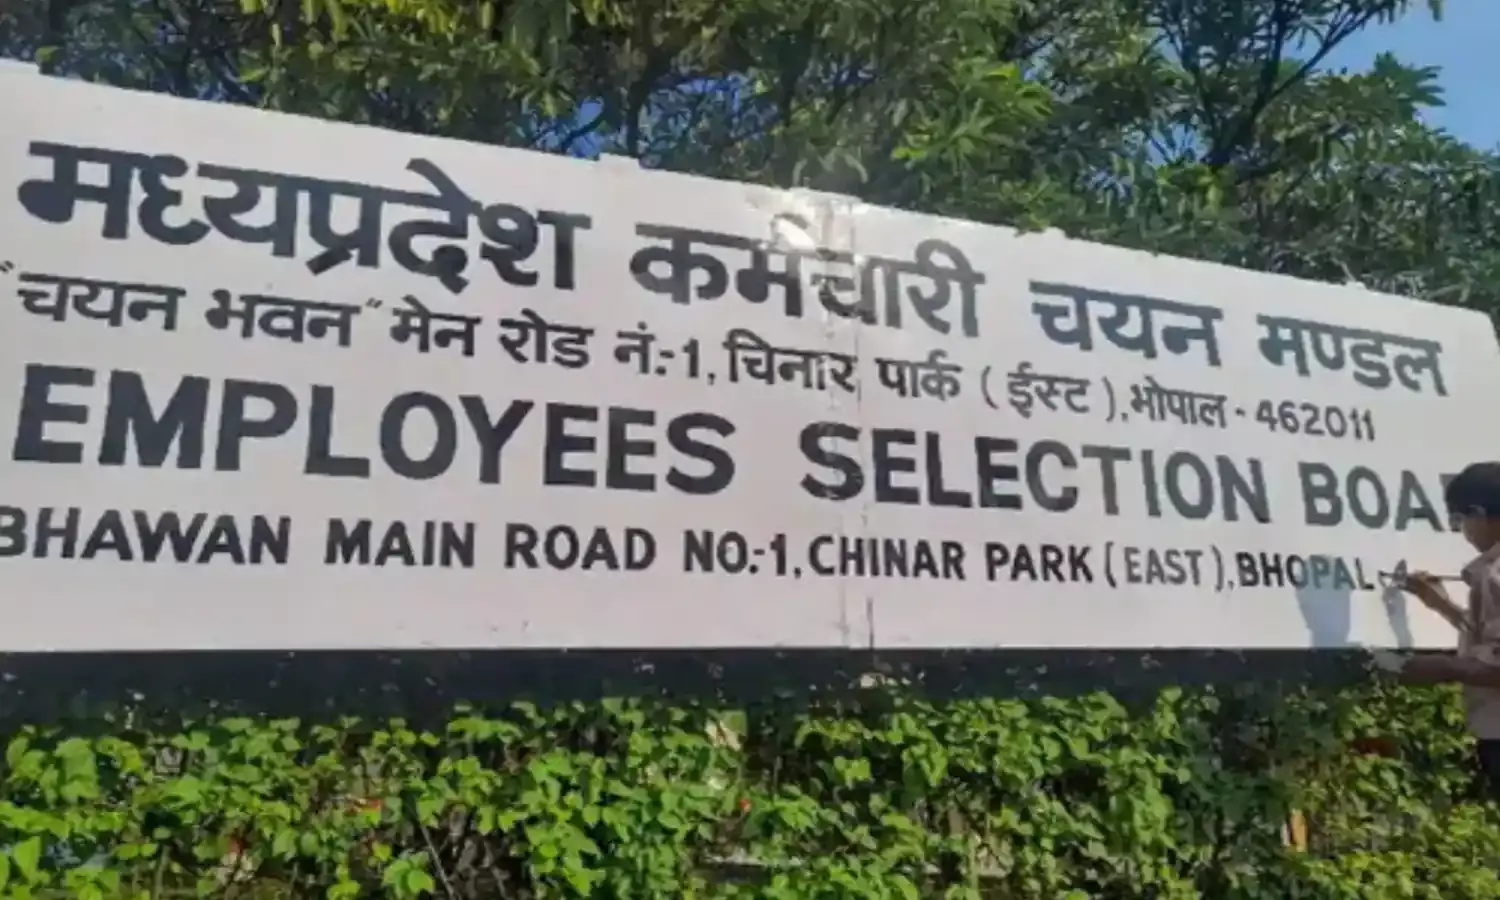 मध्यप्रदेश कर्मचारी चयन मण्डल
"चयन भवन" मेन रोड नं:-1, चिनार पार्क (ईस्ट), भोपाल - 462011
EMPLOYEES SELECTION BOA
BHAWAN MAIN ROAD NO:-1, CHINAR PARK (EAST), BHOPAL-4